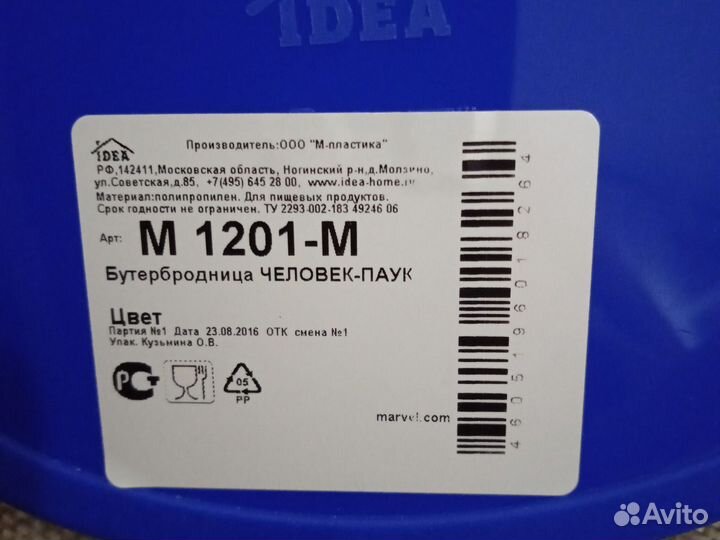 IDEA
IDEA
Производитель:ООО "М-пластика"
РФ,142411,Московская область, Ногинский р-н,д.Молзино,
ул.Советская,д.85, +7(495) 645 28 00, www.idea-home.ru
Материал:полипропилен. Для пищевых продуктов.
Срок годности не ограничен. ТУ 2293-002-183 49246 06
Арт: М 1201-М
Бутербродница ЧЕЛОВЕК-ПАУК
Цвет
Партия №1 Дата 23.08.2016 ОТК смена №1
Упак. Кузьмина О.В.
РСТ
05
PP
marvel.com
4605196018264
Avito